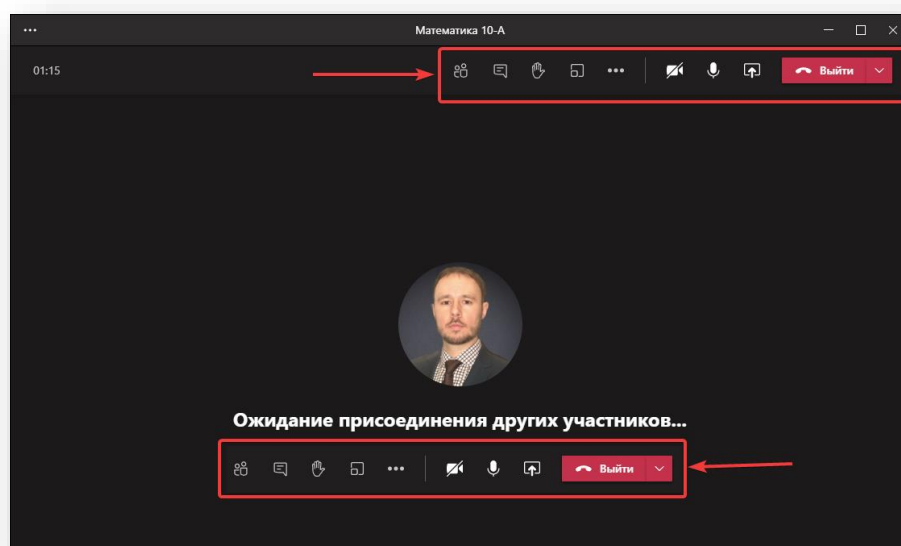 Математика 10-А
01:15
Выйти
Ожидание присоединения других участников...
Выйти